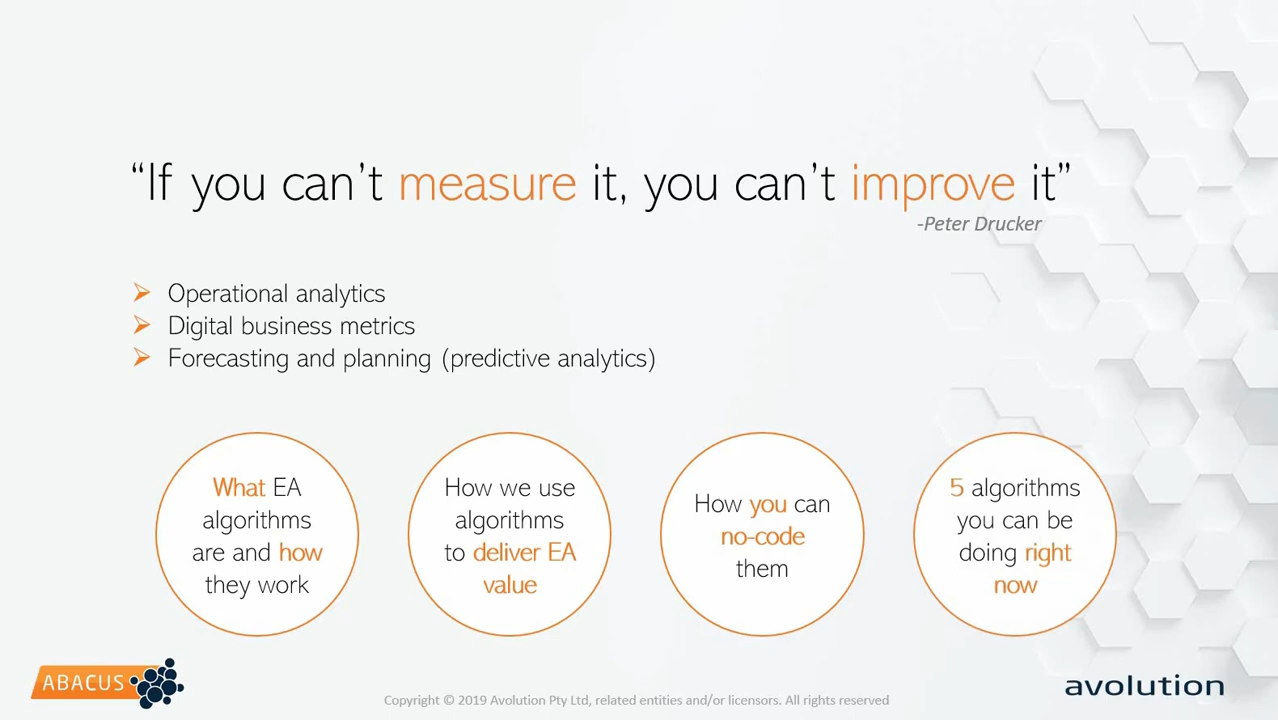 “If you can’t measure it, you can’t improve it”
-Peter Drucker
Operational analytics
Digital business metrics
Forecasting and planning (predictive analytics)
What EA
algorithms
are and how
they work
How we use
algorithms
to deliver EA
value
How you can
no-code
them
5 algorithms
you can be
doing right
now
ABACUS
Copyright © 2019 Avolution Pty Ltd, related entities and/or licensors. All rights reserved
avolution